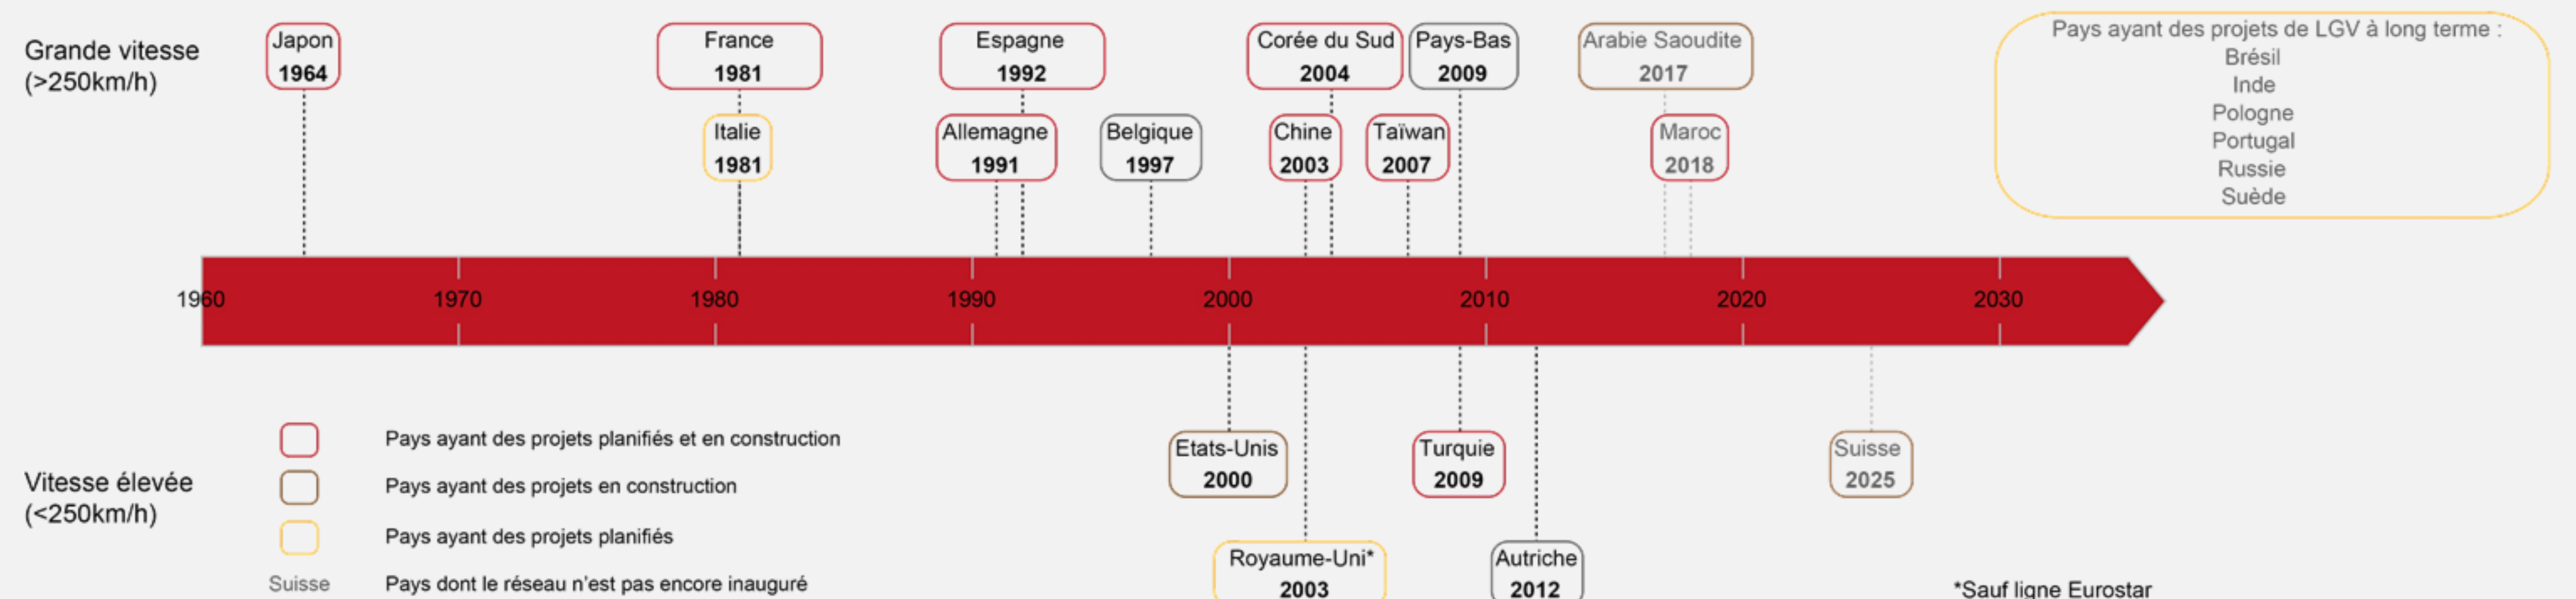 Grande vitesse
(>250km/h)
Japon
1964
France
1981
Italie
1981
Espagne
1992
Allemagne
1991
Belgique
1997
Corée du Sud
2004
Chine
2003
Taïwan
2007
Pays-Bas
2009
Arabie Saoudite
2017
Maroc
2018
Pays ayant des projets de LGV à long terme :
Brésil
Inde
Pologne
Portugal
Russie
Suède
1960
1970
1980
1990
2000
2010
2020
2030
Vitesse élevée
(<250km/h)
Pays ayant des projets planifiés et en construction
Pays ayant des projets en construction
Pays ayant des projets planifiés
Suisse
Pays dont le réseau n'est pas encore inauguré
Etats-Unis
2000
Royaume-Uni*
2003
Turquie
2009
Autriche
2012
Suisse
2025
*Sauf ligne Eurostar